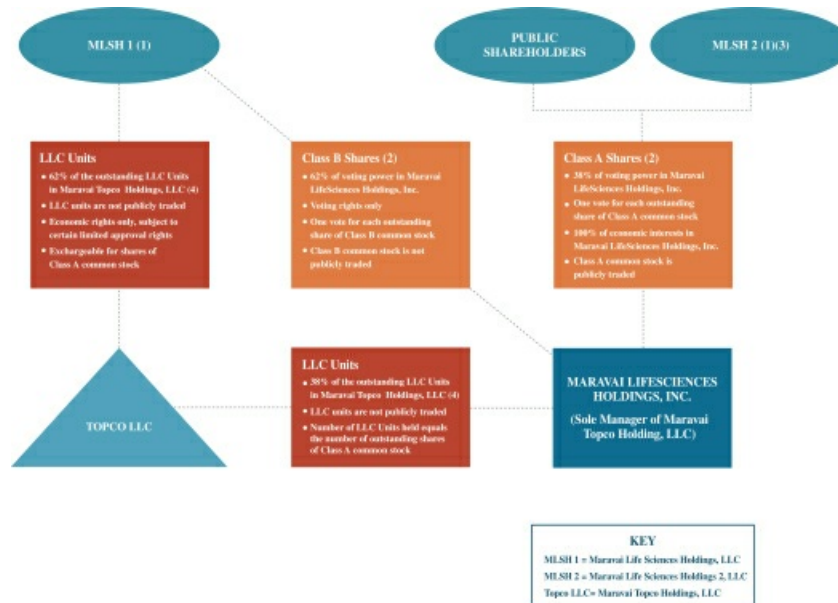 MLSH 1 (1)
PUBLIC
SHAREHOLDERS
MLSH 2 (1)(3)
LLC Units
• 62% of the outstanding LLC Units
in Maravai Topco Holdings, LLC (4)
• LLC units are not publicly traded
• Economic rights only, subject to
certain limited approval rights
• Exchargeable for shares of
Class A common stock
Class B Shares (2)
• 62% of voting power in Maravai
LifeSciences Holdings, Inc.
• Voting rights only
• One vote for each outstanding
share of Class B common stock
• Class B common stock is not
publicly traded
Class A Shares (2)
• 38% of voting power in Maravai
LifeSciences Holdings, Inc.
• One vote for each outstanding
share of Class A common stock
• 100% of economic interests in
Maravai LifeSciences Holdings, Inc.
• Class A common stock is
publicly traded
TOPCO LLC
LLC Units
• 38% of the outstanding LLC Units
in Maravai Topco Holdings, LLC (4)
• LLC units are not publicly traded
• Number of LLC Units held equals
the number of outstanding shares
of Class A common stock
MARAVAI LIFESCIENCES
HOLDINGS, INC.
(Sole Manager of Maravai
Topco Holding, LLC)
KEY
MLSH 1 = Maravai Life Sciences Holdings, LLC
MLSH 2 = Maravai Life Sciences Holdings 2, LLC
Topco LLC= Maravai Topco Holdings, LLC